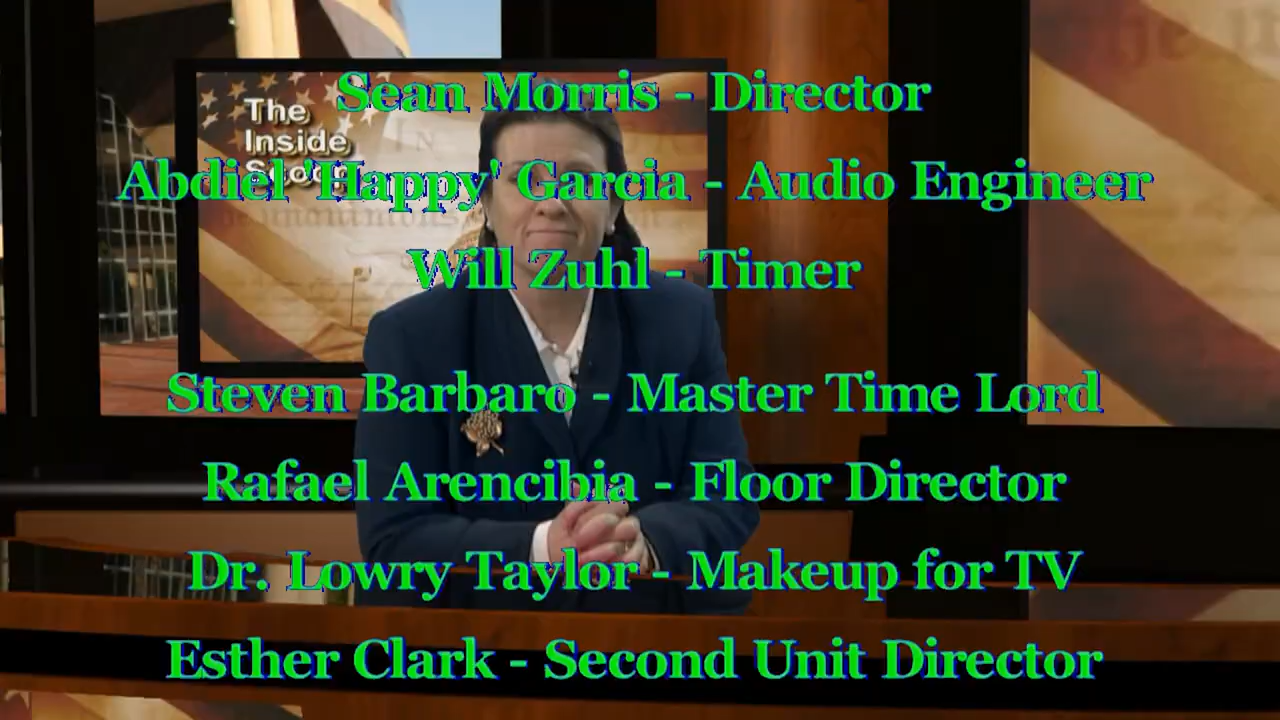 The
Inside
Scoop
Sean Morris - Director
Abdiel 'Happy' Garcia - Audio Engineer
Will Zuhl - Timer
Steven Barbaro - Master Time Lord
Rafael Arencibia - Floor Director
Dr. Lowry Taylor - Makeup for TV
Esther Clark - Second Unit Director